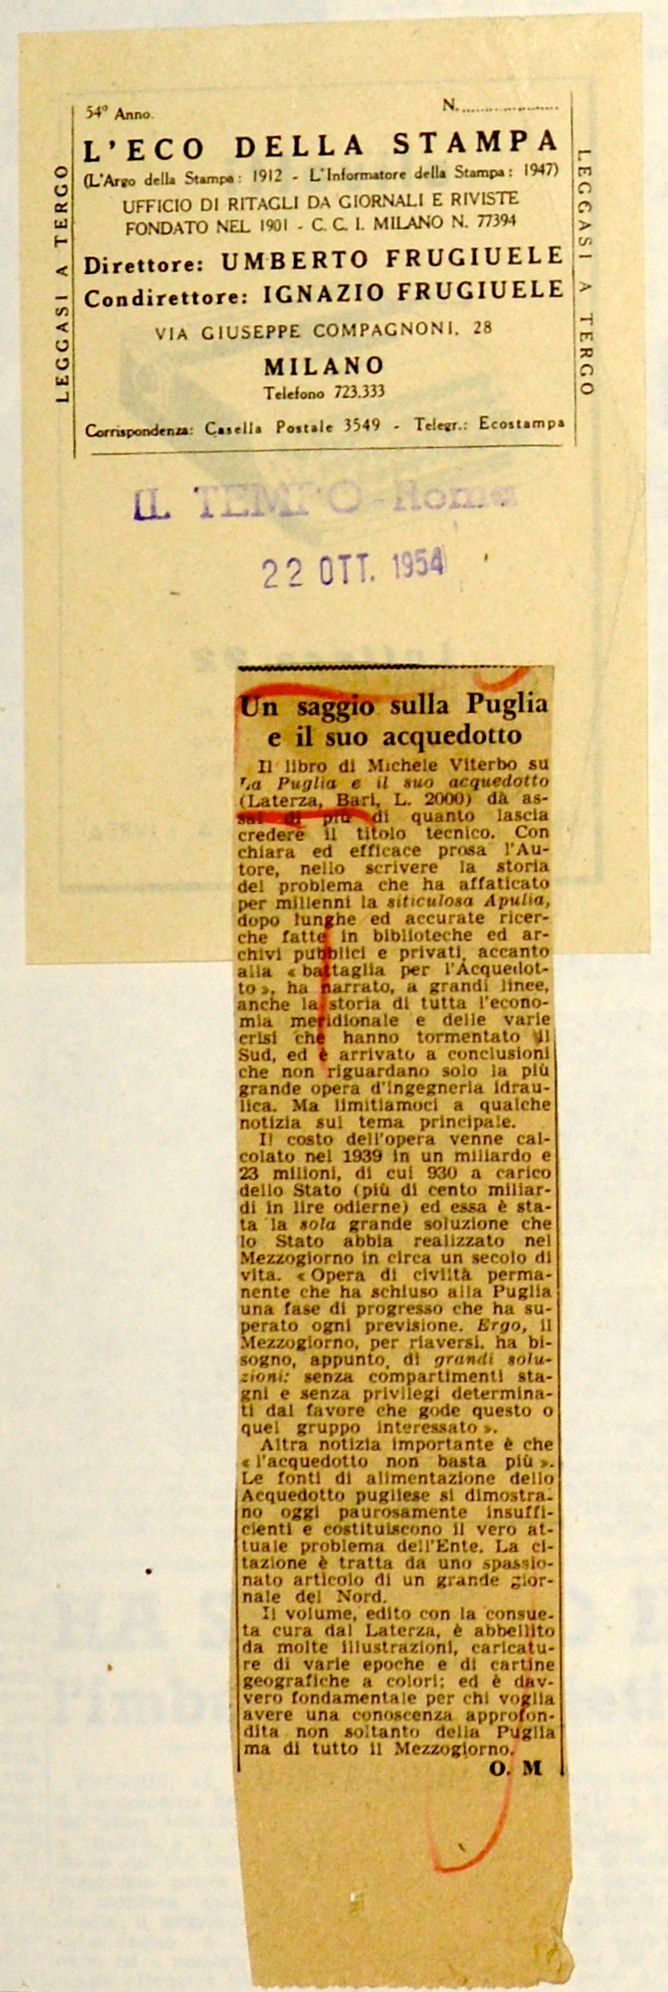 54° Anno.
N.
L'ECO DELLA STAMPA
(L'Argo della Stampa: 1912 - L'Informatore della Stampa: 1947)
UFFICIO DI RITAGLI DA GIORNALI E RIVISTE
FONDATO NEL 1901 - C. C. I. MILANO N. 77394
Direttore: UMBERTO FRUGIUELE
Condirettore: IGNAZIO FRUGIUELE
VIA GIUSEPPE COMPAGNONI, 28
MILANO
Telefono 723.333
Corrispondenza: Casella Postale 3549 - Telegr.: Ecostampa
LEGGASI A TERGO
LEGGASI A TERGO
IL TEMPO - Roma
22 OTT. 1954
Un saggio sulla Puglia
e il suo acquedotto
Il libro di Michele Viterbo su
La Puglia e il suo acquedotto
(Laterza, Bari, L. 2000) dà as-
sai di più di quanto lascia
credere il titolo tecnico. Con
chiara ed efficace prosa l'Au-
tore, nello scrivere la storia
del problema che ha affaticato
per millenni la siticulosa Apulia,
dopo lunghe ed accurate ricer-
che fatte in biblioteche ed ar-
chivi pubblici e privati, accanto
alla « battaglia per l'Acquedot-
to », ha narrato, a grandi linee,
anche la storia di tutta l'econo-
mia meridionale e delle varie
crisi che hanno tormentato il
Sud, ed è arrivato a conclusioni
che non riguardano solo la più
grande opera d'ingegneria idrau-
lica. Ma limitiamoci a qualche
notizia sul tema principale.
Il costo dell'opera venne cal-
colato nel 1939 in un miliardo e
23 milioni, di cui 930 a carico
dello Stato (più di cento miliar-
di in lire odierne) ed essa è sta-
ta la sola grande soluzione che
lo Stato abbia realizzato nel
Mezzogiorno in circa un secolo di
vita. « Opera di civiltà perma-
nente che ha schiuso alla Puglia
una fase di progresso che ha su-
perato ogni previsione. Ergo, il
Mezzogiorno, per riaversi, ha bi-
sogno, appunto, di grandi solu-
zioni: senza compartimenti sta-
gni e senza privilegi determina-
ti dal favore che gode questo o
quel gruppo interessato ».
Altra notizia importante è che
« l'acquedotto non basta più ».
Le fonti di alimentazione dello
Acquedotto pugliese si dimostra-
no oggi paurosamente insuffi-
cienti e costituiscono il vero at-
tuale problema dell'Ente. La ci-
tazione è tratta da uno spassio-
nato articolo di un grande gior-
nale del Nord.
Il volume, edito con la consue-
ta cura dal Laterza, è abbellito
da molte illustrazioni, caricatu-
re di varie epoche e di cartine
geografiche a colori; ed è dav-
vero fondamentale per chi voglia
avere una conoscenza approfon-
dita non soltanto della Puglia
ma di tutto il Mezzogiorno.
O. M